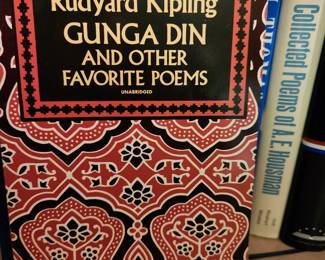 Rudyard Kipling
GUNGA DIN
AND OTHER
FAVORITE POEMS
UNABRIDGED
Collected Poems of A.E. Housman